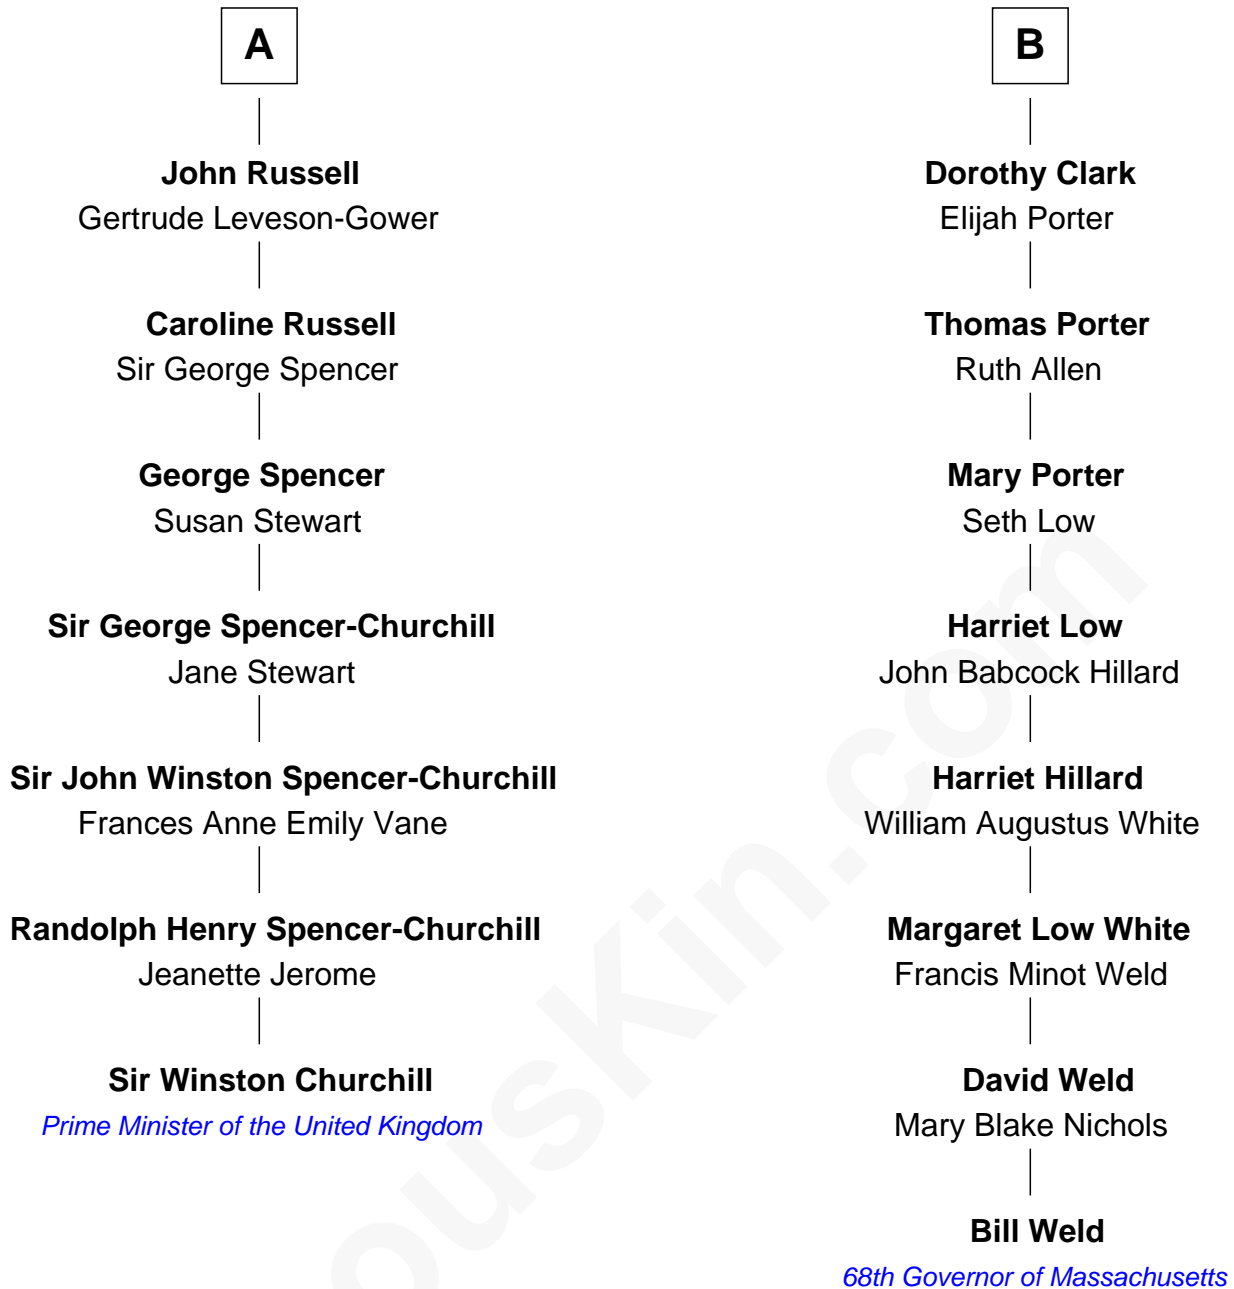 A
John Russell
Gertrude Leveson-Gower
Caroline Russell
Sir George Spencer
George Spencer
Susan Stewart
Sir George Spencer-Churchill
Jane Stewart
Sir John Winston Spencer-Churchill
Frances Anne Emily Vane
Randolph Henry Spencer-Churchill
Jeanette Jerome
Sir Winston Churchill
Prime Minister of the United Kingdom
B
Dorothy Clark
Elijah Porter
Thomas Porter
Ruth Allen
Mary Porter
Seth Low
Harriet Low
John Babcock Hillard
Harriet Hillard
William Augustus White
Margaret Low White
Francis Minot Weld
David Weld
Mary Blake Nichols
Bill Weld
68th Governor of Massachusetts
ouskin.com